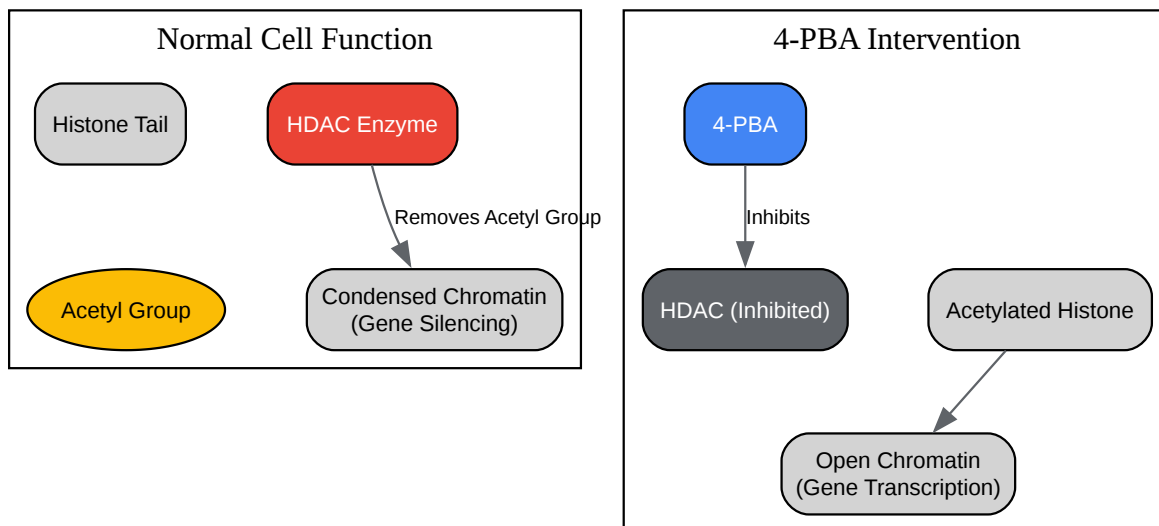 Normal Cell Function
Histone Tail
HDAC Enzyme
Removes Acetyl Group
Acetyl Group
Condensed Chromatin
(Gene Silencing)
4-PBA Intervention
4-PBA
Inhibits
HDAC (Inhibited)
Acetylated Histone
Open Chromatin
(Gene Transcription)